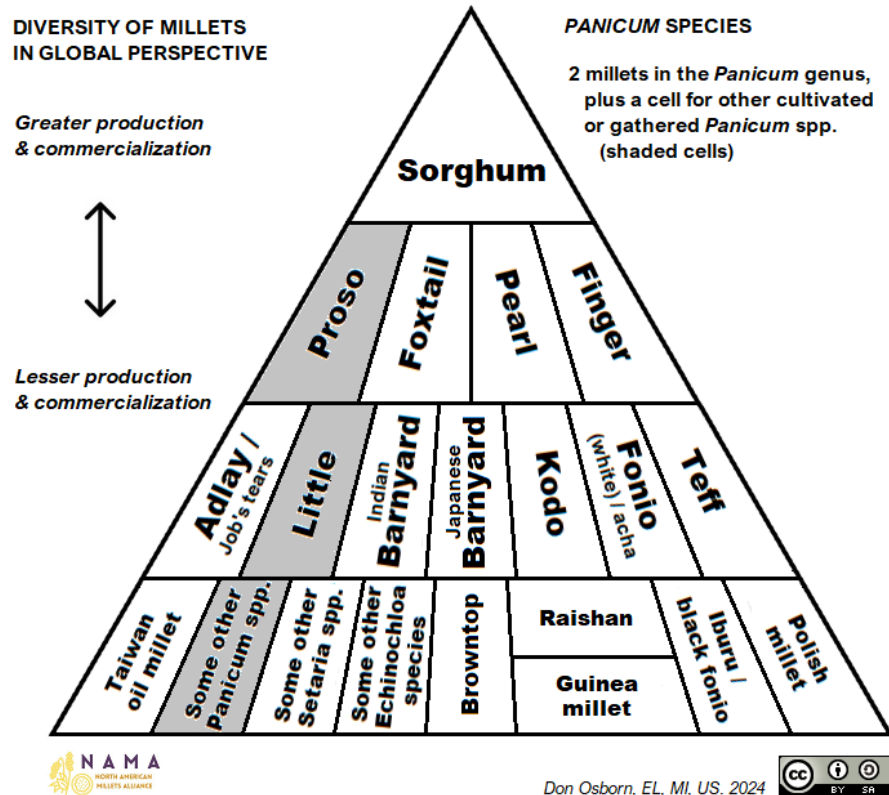 DIVERSITY OF MILLETS
IN GLOBAL PERSPECTIVE
PANICUM SPECIES
2 millets in the Panicum genus,
plus a cell for other cultivated
or gathered Panicum spp.
(shaded cells)
Greater production
& commercialization
Lesser production
& commercialization
Sorghum
Proso
Foxtail
Pearl
Finger
Adlay /
Job's tears
Little
Indian
Barnyard
Japanese
Barnyard
Kodo
Fonio
(white) / acha
Teff
Taiwan
oil millet
Some other
Panicum spp.
Some other
Setaria spp.
Some other
Echinochloa
species
Browntop
Raishan
Guinea
millet
Iburu /
black fonio
Polish
millet
NAMA
NORTH AMERICAN
MILLETS ALLIANCE
Don Osborn, EL, MI, US. 2024
cc
BY SA